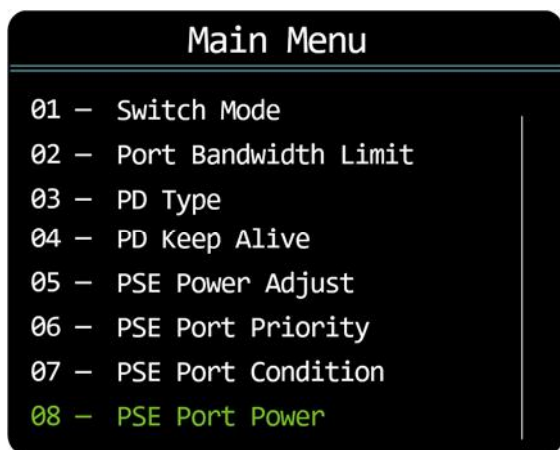 Main Menu
01 — Switch Mode
02 — Port Bandwidth Limit
03 — PD Type
04 — PD Keep Alive
05 — PSE Power Adjust
06 — PSE Port Priority
07 — PSE Port Condition
08 — PSE Port Power